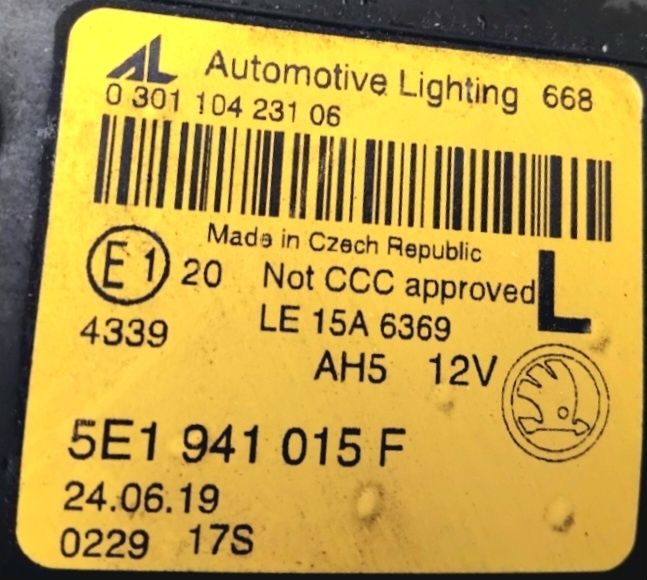 AL Automotive Lighting 668
0 301 104 231 06
Made in Czech Republic
E1 20 Not CCC approved L
4339 LE 15A 6369
AH5 12V
5E1 941 015 F
24.06.19
0229 17S